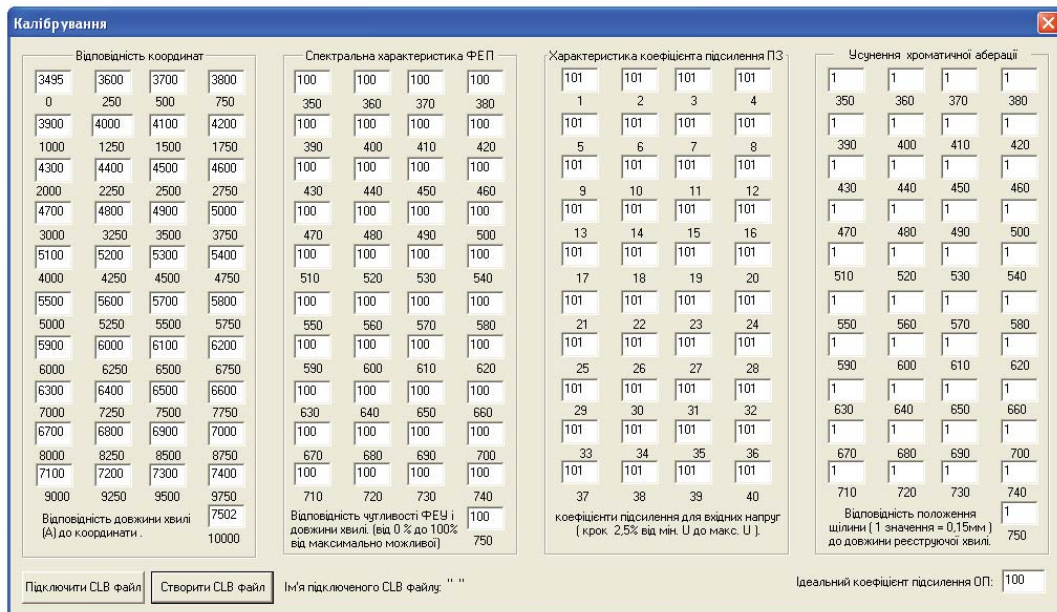 Калібрування
Відповідність координат Спектральна характеристика ФЕП Характеристика коефіцієнта підсилення ПЗ Усунення хроматичної аберації
3495 3600 3700 3800 100 100 100 100 101 101 101 101 1 1 1 1
0 250 500 750 350 360 370 380 1 2 3 4 350 360 370 380
3900 4000 4100 4200 100 100 100 100 101 101 101 101 1 1 1 1
1000 1250 1500 1750 390 400 410 420 5 6 7 8 390 400 410 420
4300 4400 4500 4600 100 100 100 100 101 101 101 101 1 1 1 1
2000 2250 2500 2750 430 440 450 460 9 10 11 12 430 440 450 460
4700 4800 4900 5000 100 100 100 100 101 101 101 101 1 1 1 1
3000 3250 3500 3750 470 480 490 500 13 14 15 16 470 480 490 500
5100 5200 5300 5400 100 100 100 100 101 101 101 101 1 1 1 1
4000 4250 4500 4750 510 520 530 540 17 18 19 20 510 520 530 540
5500 5600 5700 5800 100 100 100 100 101 101 101 101 1 1 1 1
5000 5250 5500 5750 550 560 570 580 21 22 23 24 550 560 570 580
5900 6000 6100 6200 100 100 100 100 101 101 101 101 1 1 1 1
6000 6250 6500 6750 590 600 610 620 25 26 27 28 590 600 610 620
6300 6400 6500 6600 100 100 100 100 101 101 101 101 1 1 1 1
7000 7250 7500 7750 630 640 650 660 29 30 31 32 630 640 650 660
6700 6800 6900 7000 100 100 100 100 101 101 101 101 1 1 1 1
8000 8250 8500 8750 670 680 690 700 33 34 35 36 670 680 690 700
7100 7200 7300 7400 100 100 100 100 101 101 101 101 1 1 1 1
9000 9250 9500 9750 710 720 730 740 37 38 39 40 710 720 730 740
Відповідність довжини хвилі
(А) до координати .
7502
10000
Відповідність чутливості ФЕУ і
довжини хвилі. (від 0 % до 100%
від максимально можливої)
100
750
коефіцієнти підсилення для вхідних напруг
( крок 2,5% від мін. U до макс. U ).
Відповідність положення
щілини ( 1 значення = 0,15мм )
до довжини реєструючої хвилі.
1
750
Підключити CLB файл Створити CLB файл Ім'я підключеного CLB файлу: " " Ідеальний коефіцієнт підсилення ОП: 100